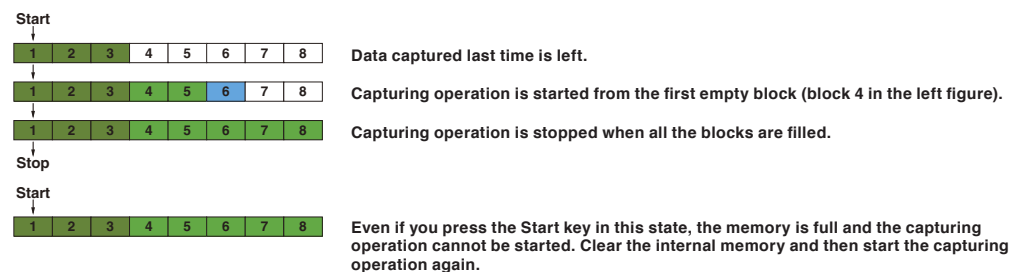 Start
1 2 3 4 5 6 7 8 Data captured last time is left.
1 2 3 4 5 6 7 8 Capturing operation is started from the first empty block (block 4 in the left figure).
1 2 3 4 5 6 7 8 Capturing operation is stopped when all the blocks are filled.
Stop
Start
1 2 3 4 5 6 7 8 Even if you press the Start key in this state, the memory is full and the capturing
operation cannot be started. Clear the internal memory and then start the capturing
operation again.